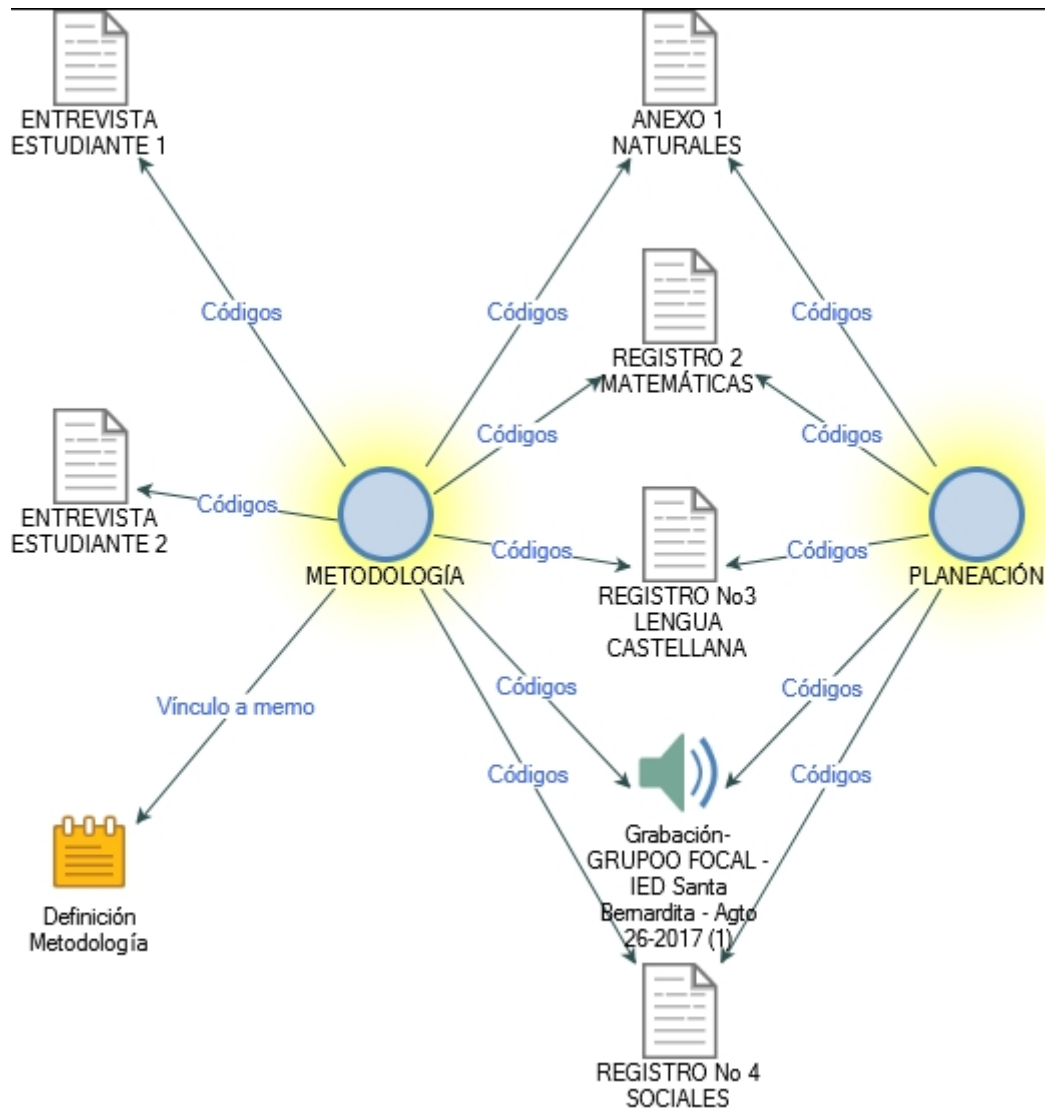 ENTREVISTA
ESTUDIANTE 1
ANEXO 1
NATURALES
Códigos
Códigos
Códigos
REGISTRO 2
MATEMÁTICAS
Códigos
Códigos
ENTREVISTA
ESTUDIANTE 2
Códigos
METODOLOGÍA
Códigos
Códigos
PLANEACIÓN
REGISTRO No3
LENGUA
CASTELLANA
Códigos
Códigos
Vínculo a memo
Códigos
Códigos
Grabación-
GRUPOO FOCAL -
IED Santa
Bernardita - Agto
26-2017 (1)
Definición
Metodología
REGISTRO No 4
SOCIALES